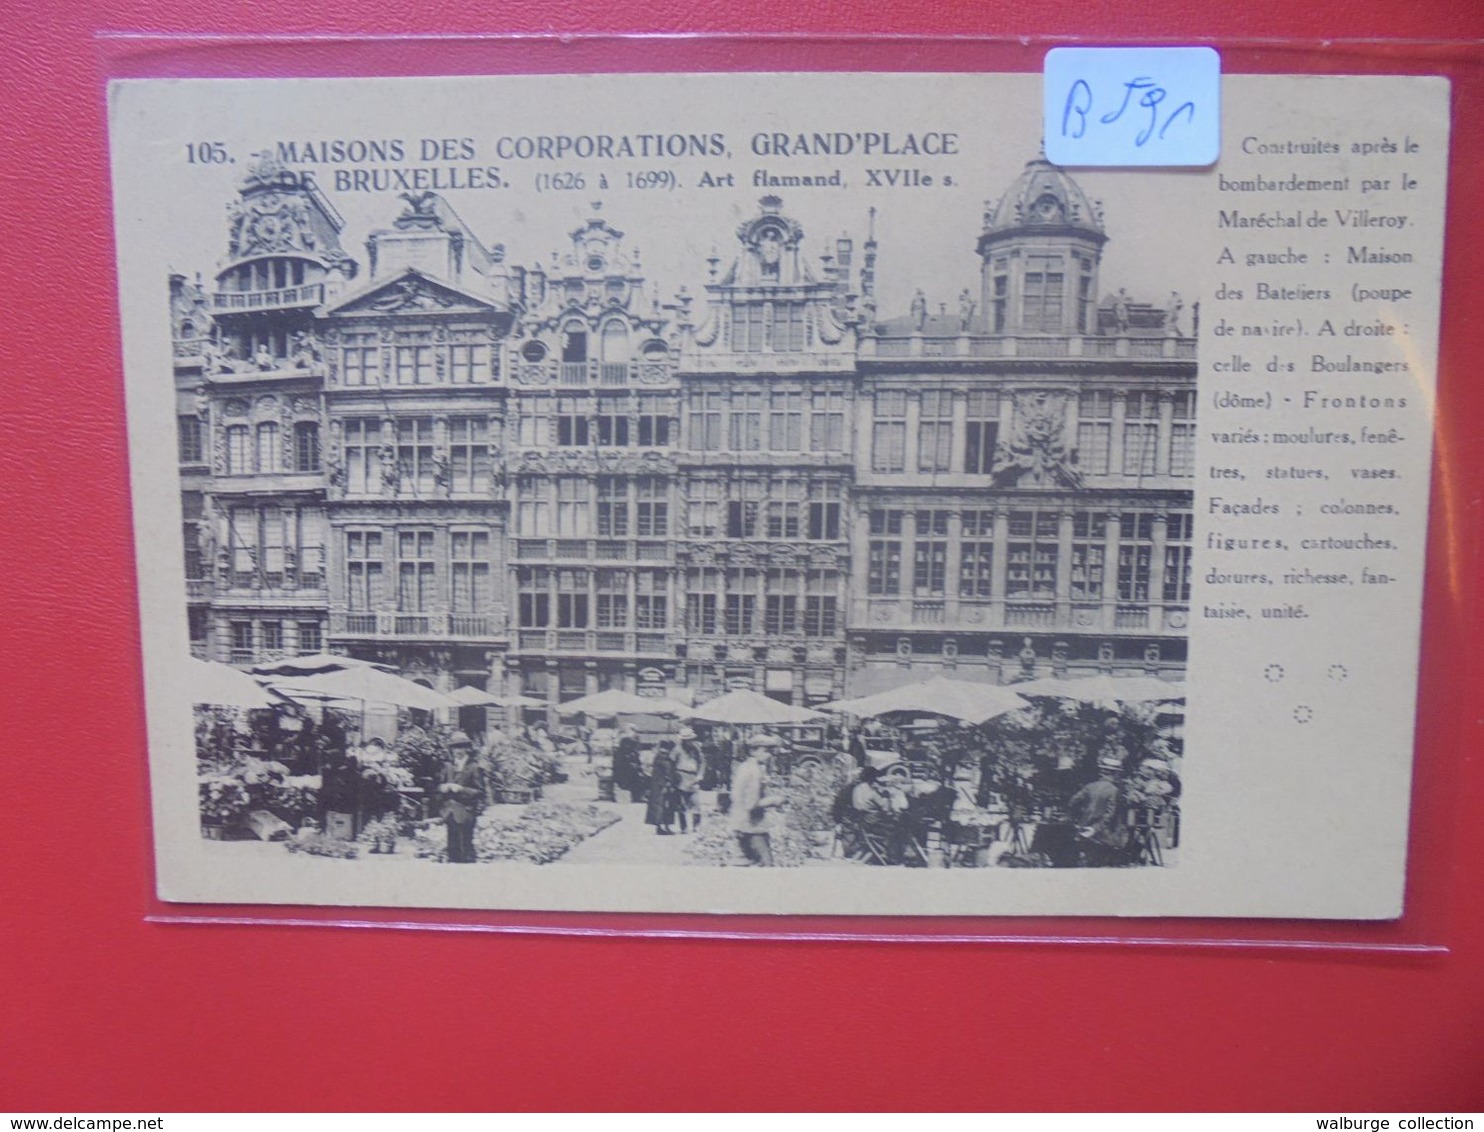 105. - MAISONS DES CORPORATIONS, GRAND'PLACE
DE BRUXELLES. (1626 à 1699). Art flamand, XVIIe s.
Construites après le
bombardement par le
Maréchal de Villeroy.
A gauche : Maison
des Bateliers (poupe
de navire). A droite :
celle des Boulangers
(dôme) - Frontons
variés : moulures, fenê-
tres, statues, vases.
Façades ; colonnes,
figures, cartouches,
dorures, richesse, fan-
taisie, unité.
delcampe.net
walburge collection